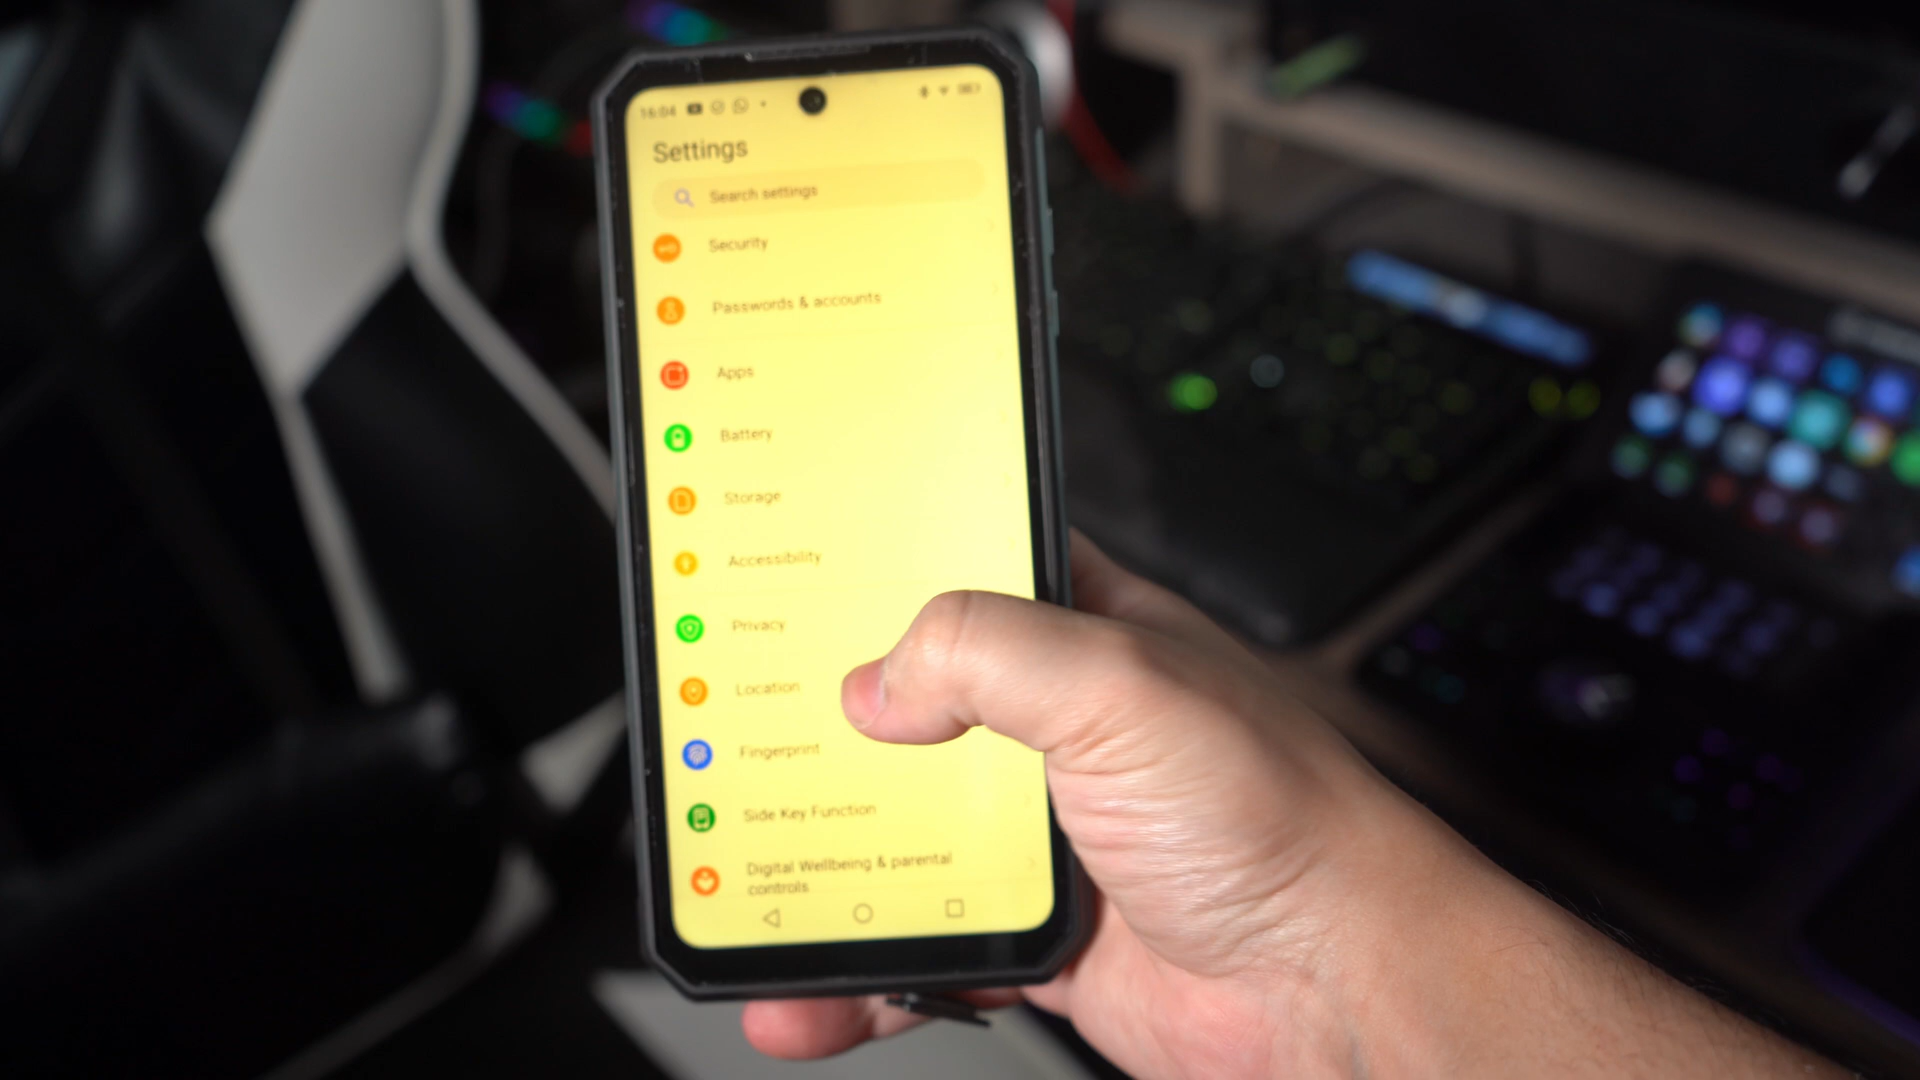 16:04
Settings
Search settings
Security
Passwords & accounts
Apps
Battery
Storage
Accessibility
Privacy
Location
Fingerprint
Side Key Function
Digital Wellbeing & parental
controls